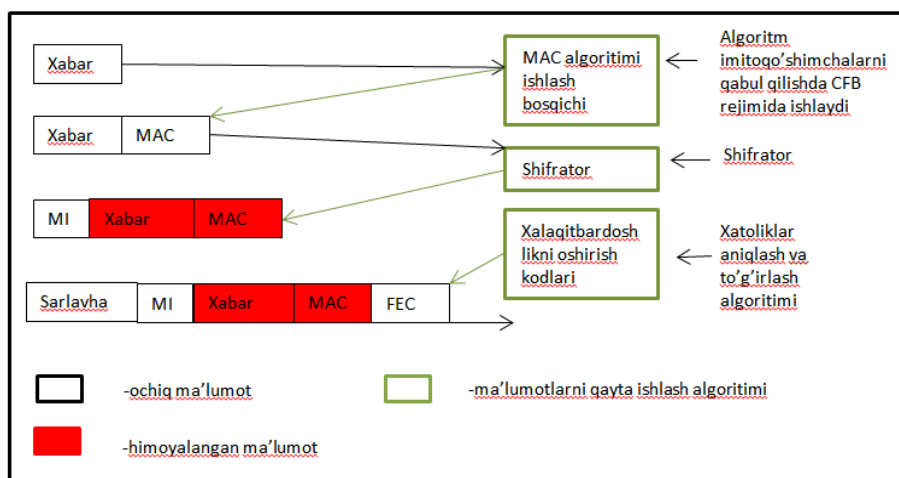 Xabar
MAC algoritimi
ishlash
bosqichi
Algoritm
imitoqo’shimchalarni
qabul qilishda CFB
rejimida ishlaydi
Xabar MAC
Shifrator
Shifrator
MI Xabar MAC
Xalaqitbardosh
likni oshirish
kodlari
Xatoliklar
aniqlash va
to’g’irlash
algoritimi
Sarlavha MI Xabar MAC FEC
-ochiq ma’lumot
-ma’lumotlarni qayta ishlash algoritimi
-himoyalangan ma’lumot